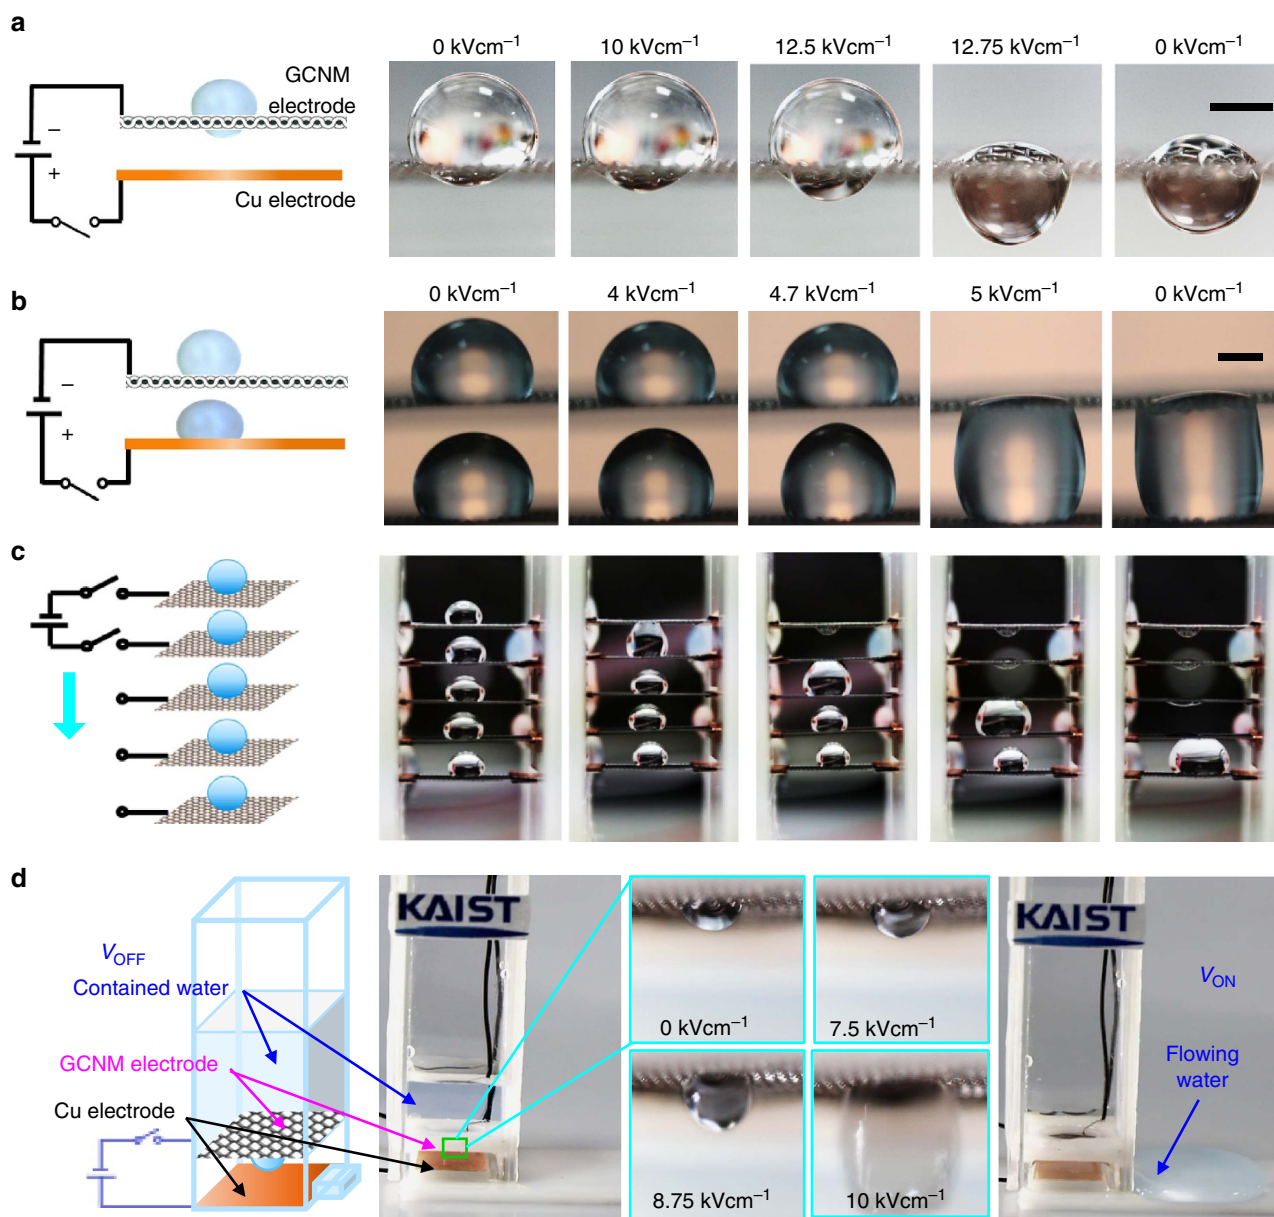 a
0 kVcm⁻¹
10 kVcm⁻¹
12.5 kVcm⁻¹
12.75 kVcm⁻¹
0 kVcm⁻¹
GCNM
electrode
−
+
Cu electrode
b
0 kVcm⁻¹
4 kVcm⁻¹
4.7 kVcm⁻¹
5 kVcm⁻¹
0 kVcm⁻¹
−
+
c
d
V_OFF
Contained water
GCNM electrode
Cu electrode
KAIST
0 kVcm⁻¹
7.5 kVcm⁻¹
8.75 kVcm⁻¹
10 kVcm⁻¹
KAIST
V_ON
Flowing
water